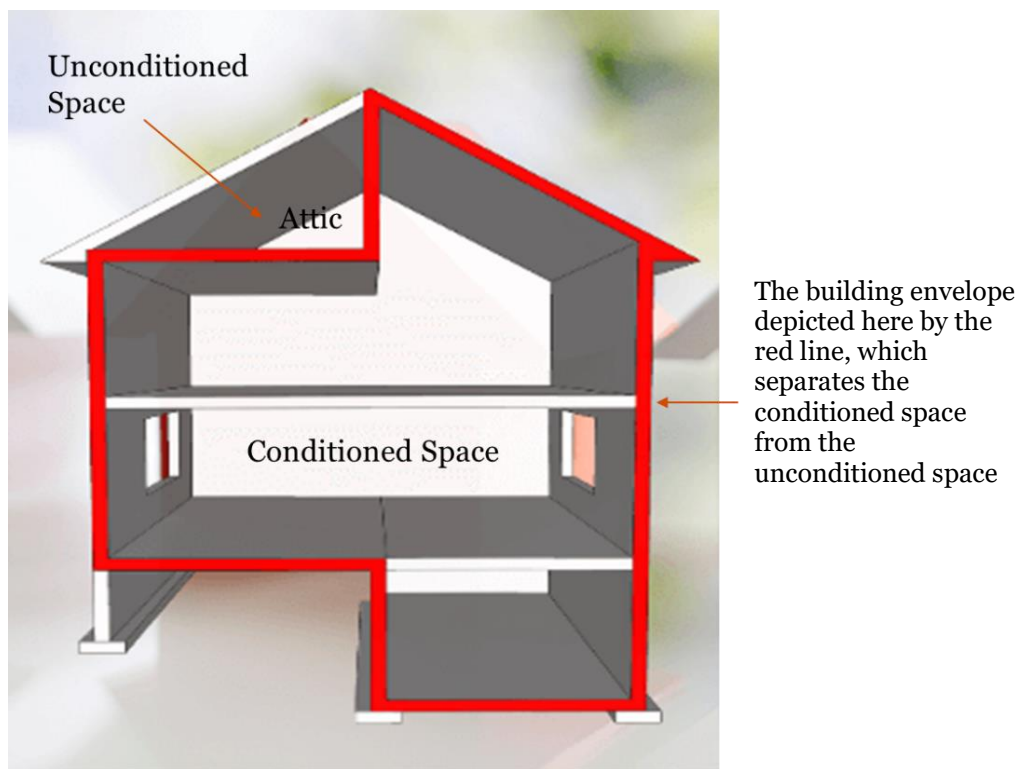 Unconditioned
Space
Attic
Conditioned Space
The building envelope
depicted here by the
red line, which
separates the
conditioned space
from the
unconditioned space